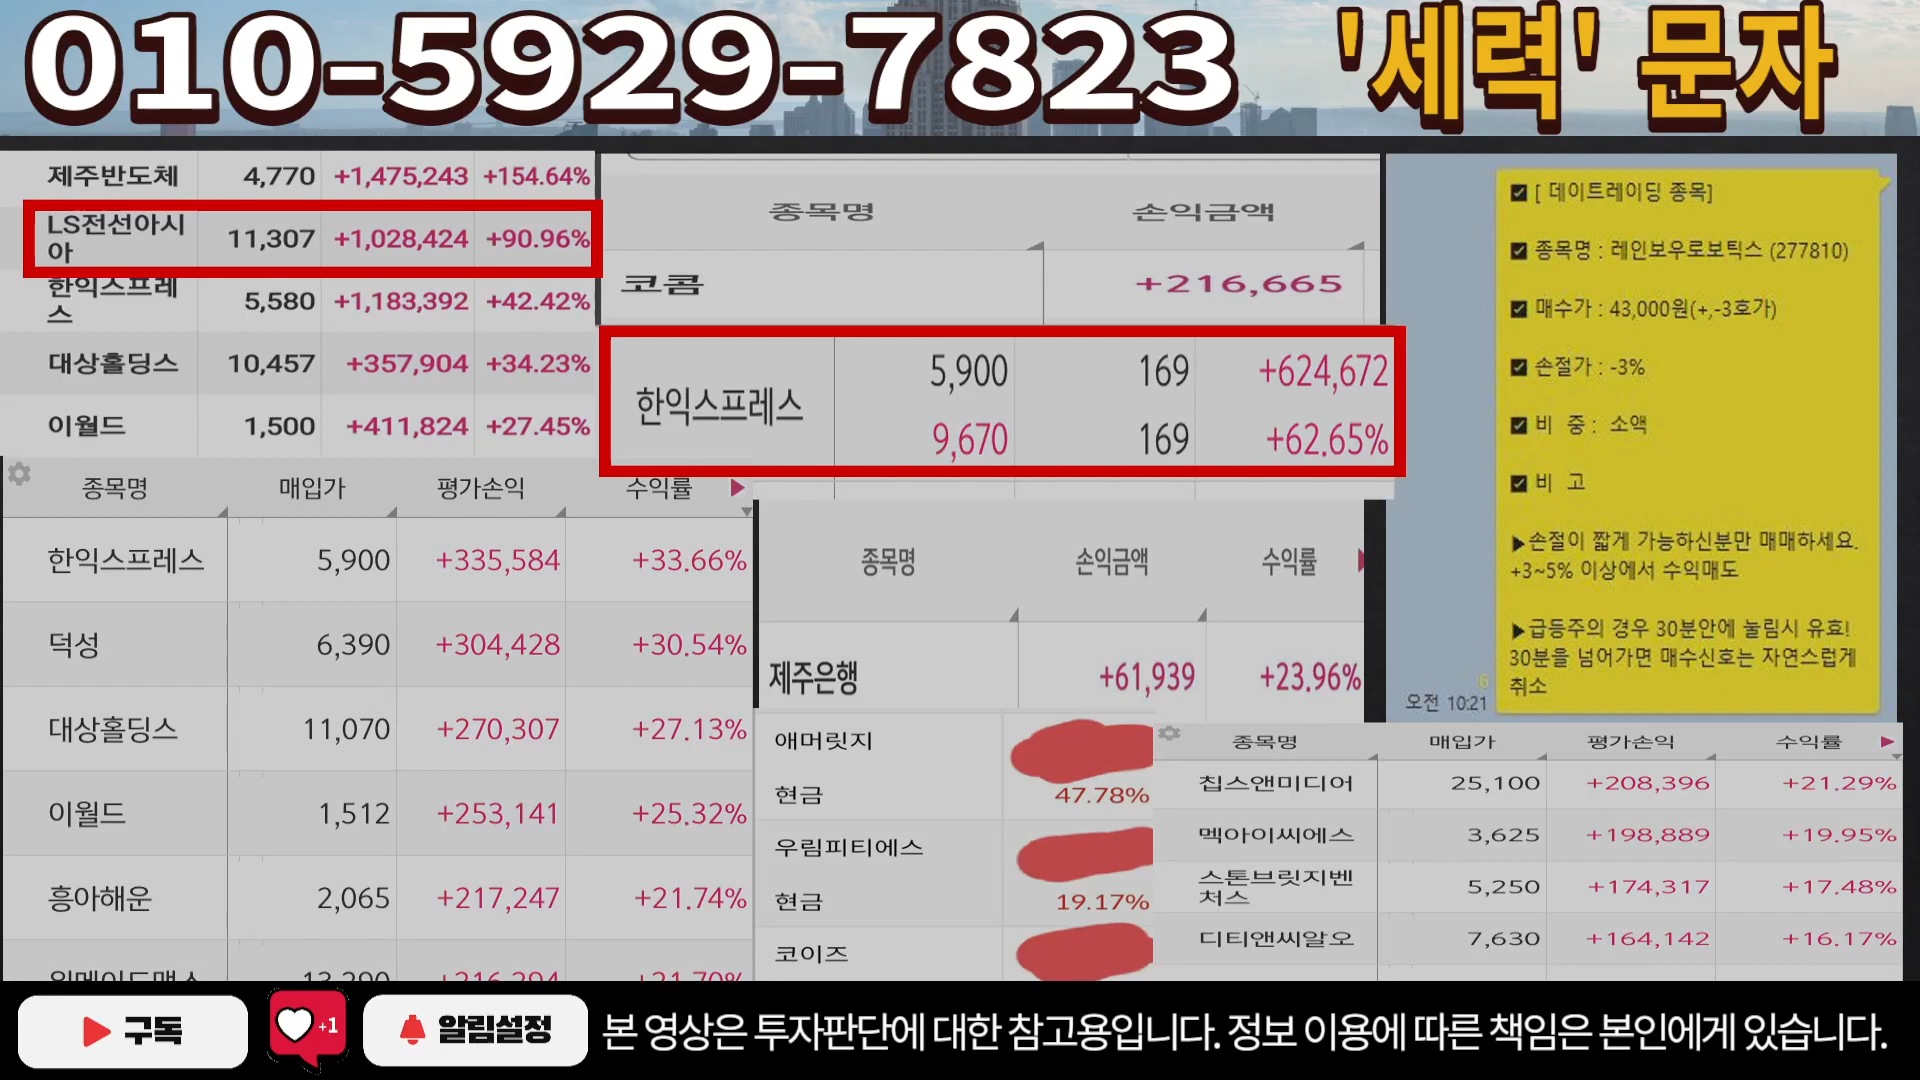 010-5929-7823 '세력' 문자
제주반도체 4,770 +1,475,243 +154.64%
LS전선아시아 11,307 +1,028,424 +90.96%
한익스프레스 5,580 +1,183,392 +42.42%
대상홀딩스 10,457 +357,904 +34.23%
이월드 1,500 +411,824 +27.45%
종목명 손익금액
코콤 +216,665
한익스프레스 5,900 169 +624,672
9,670 169 +62.65%
종목명 매입가 평가손익 수익률
한익스프레스 5,900 +335,584 +33.66%
덕성 6,390 +304,428 +30.54%
대상홀딩스 11,070 +270,307 +27.13%
이월드 1,512 +253,141 +25.32%
흥아해운 2,065 +217,247 +21.74%
종목명 손익금액 수익률
제주은행 +61,939 +23.96%
애머릿지
현금 47.78%
우림피티에스
현금 19.17%
코이즈
[ 데이트레이딩 종목]
종목명 : 레인보우로보틱스 (277810)
매수가 : 43,000원(+,-3호가)
손절가 : -3%
비 중 : 소액
비 고
▶손절이 짧게 가능하신분만 매매하세요.
+3~5% 이상에서 수익매도
▶급등주의 경우 30분안에 눌림시 유효!
30분을 넘어가면 매수신호는 자연스럽게
취소
6
오전 10:21
종목명 매입가 평가손익 수익률
칩스앤미디어 25,100 +208,396 +21.29%
멕아이씨에스 3,625 +198,889 +19.95%
스톤브릿지벤처스 5,250 +174,317 +17.48%
디티앤씨알오 7,630 +164,142 +16.17%
구독 +1 알림설정 본 영상은 투자판단에 대한 참고용입니다. 정보 이용에 따른 책임은 본인에게 있습니다.